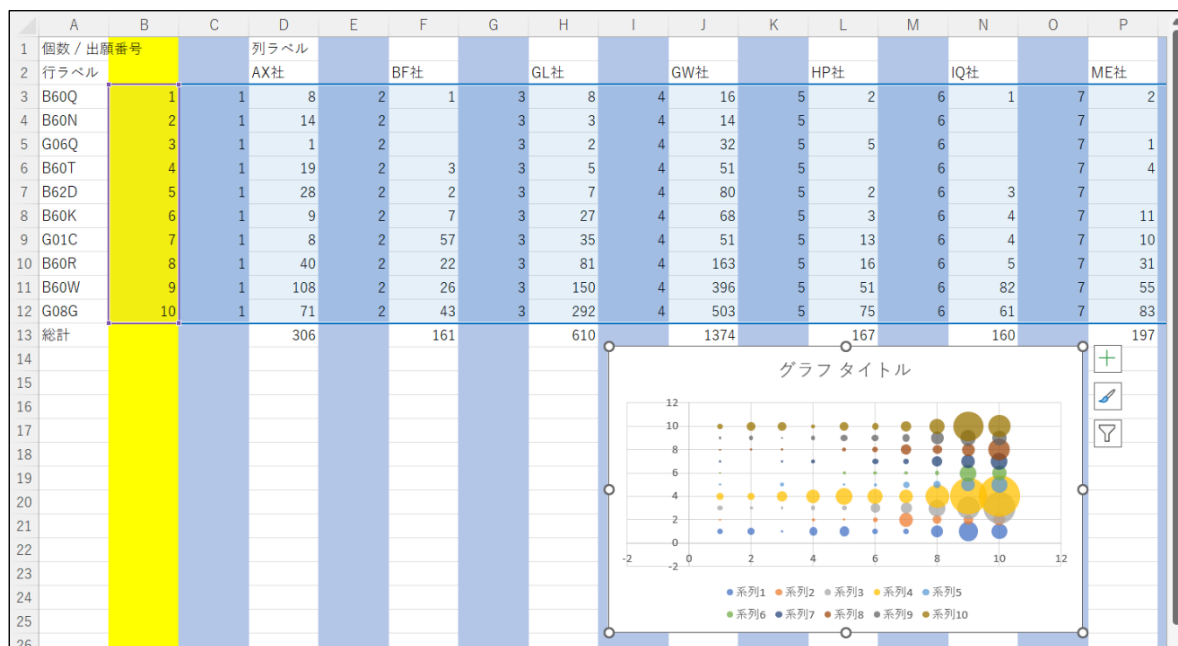 A B C D E F G H I J K L M N O P
1 個数 / 出願番号 列ラベル
2 行ラベル AX社 BF社 GL社 GW社 HP社 IQ社 ME社
3 B60Q 1 1 8 2 1 3 8 4 16 5 2 6 1 7 2
4 B60N 2 1 14 2 3 3 4 14 5 6 7
5 G06Q 3 1 1 2 3 2 4 32 5 5 6 7 1
6 B60T 4 1 19 2 3 3 5 4 51 5 6 7 4
7 B62D 5 1 28 2 2 3 7 4 80 5 2 6 3 7
8 B60K 6 1 9 2 7 3 27 4 68 5 3 6 4 7 11
9 G01C 7 1 8 2 57 3 35 4 51 5 13 6 4 7 10
10 B60R 8 1 40 2 22 3 81 4 163 5 16 6 5 7 31
11 B60W 9 1 108 2 26 3 150 4 396 5 51 6 82 7 55
12 G08G 10 1 71 2 43 3 292 4 503 5 75 6 61 7 83
13 総計 306 161 610 1374 167 160 197
14
15
16
17
18
19
20
21
22
23
24
25
26
グラフ タイトル
12
10
8
6
4
2
0
-2
-2 0 2 4 6 8 10 12
系列1 系列2 系列3 系列4 系列5
系列6 系列7 系列8 系列9 系列10